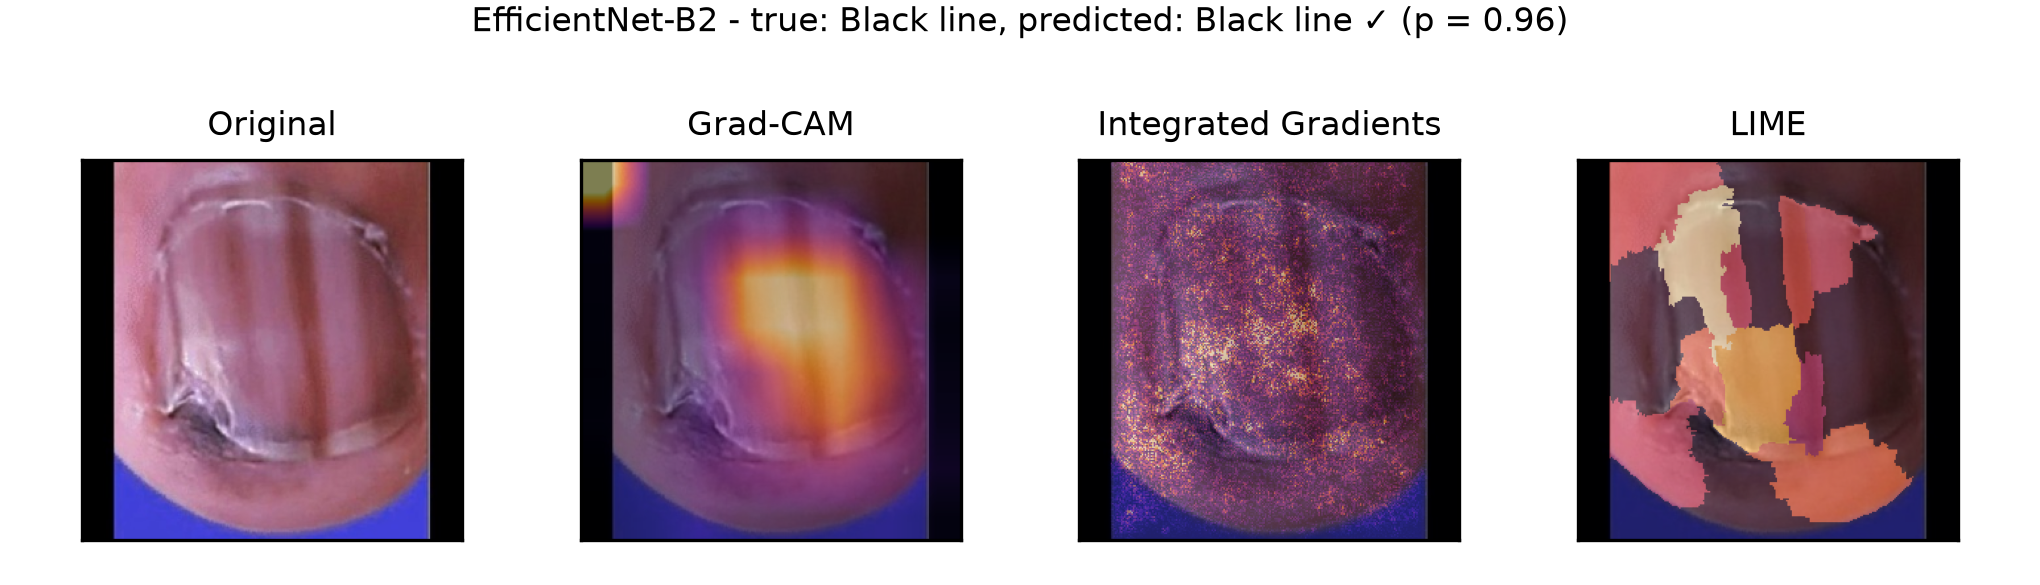 EfficientNet-B2 - true: Black line, predicted: Black line ✓ (p = 0.96)
Original
Grad-CAM
Integrated Gradients
LIME